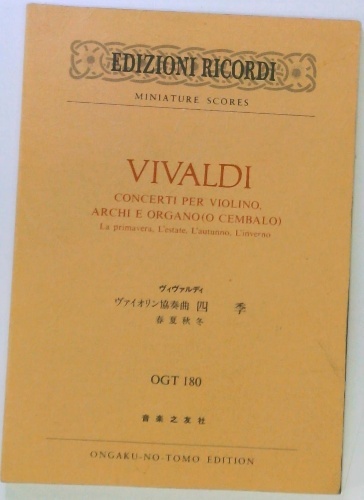 EDIZIONI RICORDI
MINIATURE SCORES
VIVALDI
CONCERTI PER VIOLINO,
ARCHI E ORGANO (O CEMBALO)
La primavera, L'estate, L'autunno, L'inverno
ヴィヴァルディ
ヴァイオリン協奏曲 四 季
春夏秋冬
OGT 180
音楽之友社
ONGAKU-NO-TOMO EDITION